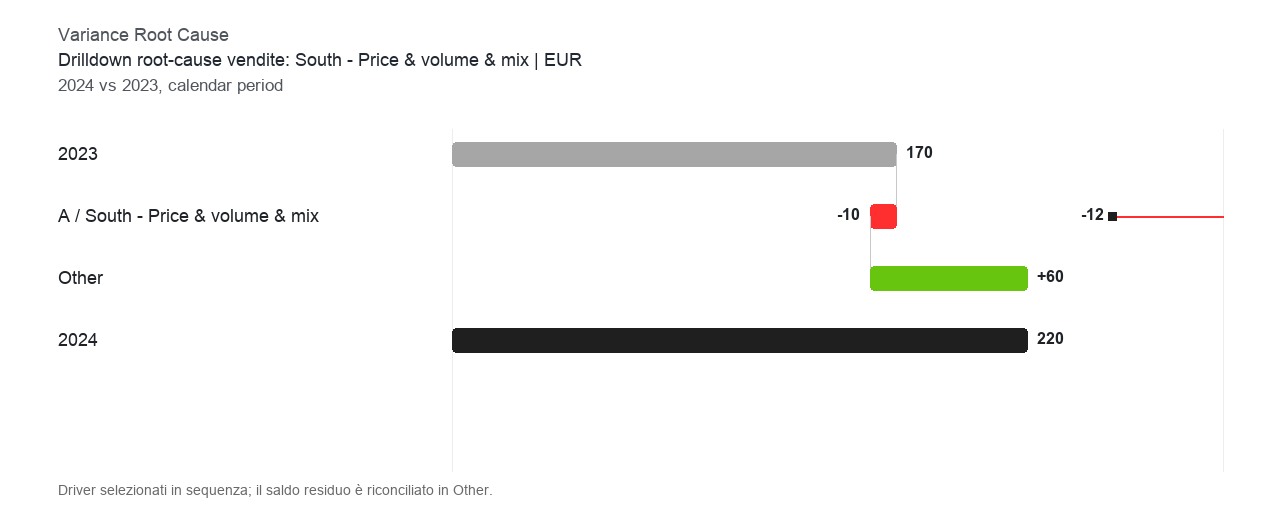 Variance Root Cause
Drilldown root-cause vendite: South - Price & volume & mix | EUR
2024 vs 2023, calendar period
2023 170
A / South - Price & volume & mix -10 -12
Other +60
2024 220
Driver selezionati in sequenza; il saldo residuo è riconciliato in Other.